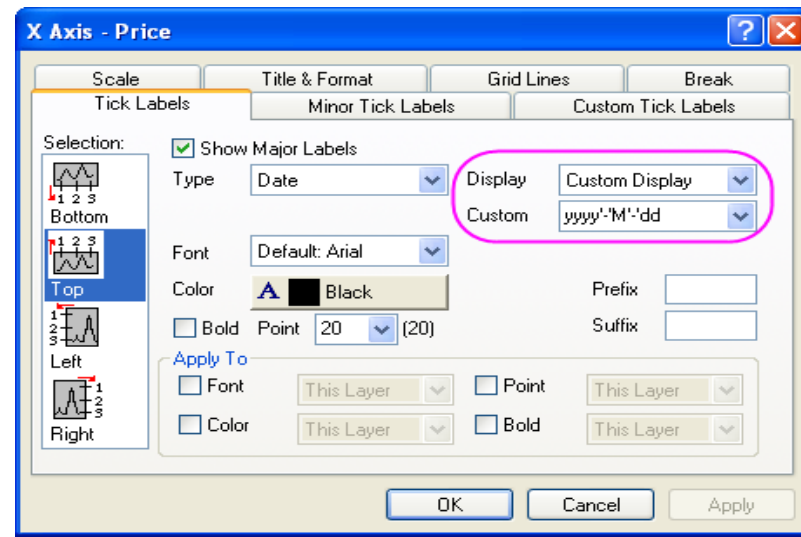 X Axis - Price
Scale Title & Format Grid Lines Break
Tick Labels Minor Tick Labels Custom Tick Labels
Selection:
1 2 3
Bottom
1 2 3
Top
1
2
3
Left
1
2
3
Right
Show Major Labels
Type Date Display Custom Display
Custom yyyy'-'M'-'dd
Font Default: Arial
Color A Black Prefix
Bold Point 20 (20) Suffix
Apply To
Font This Layer Point This Layer
Color This Layer Bold This Layer
OK Cancel Apply